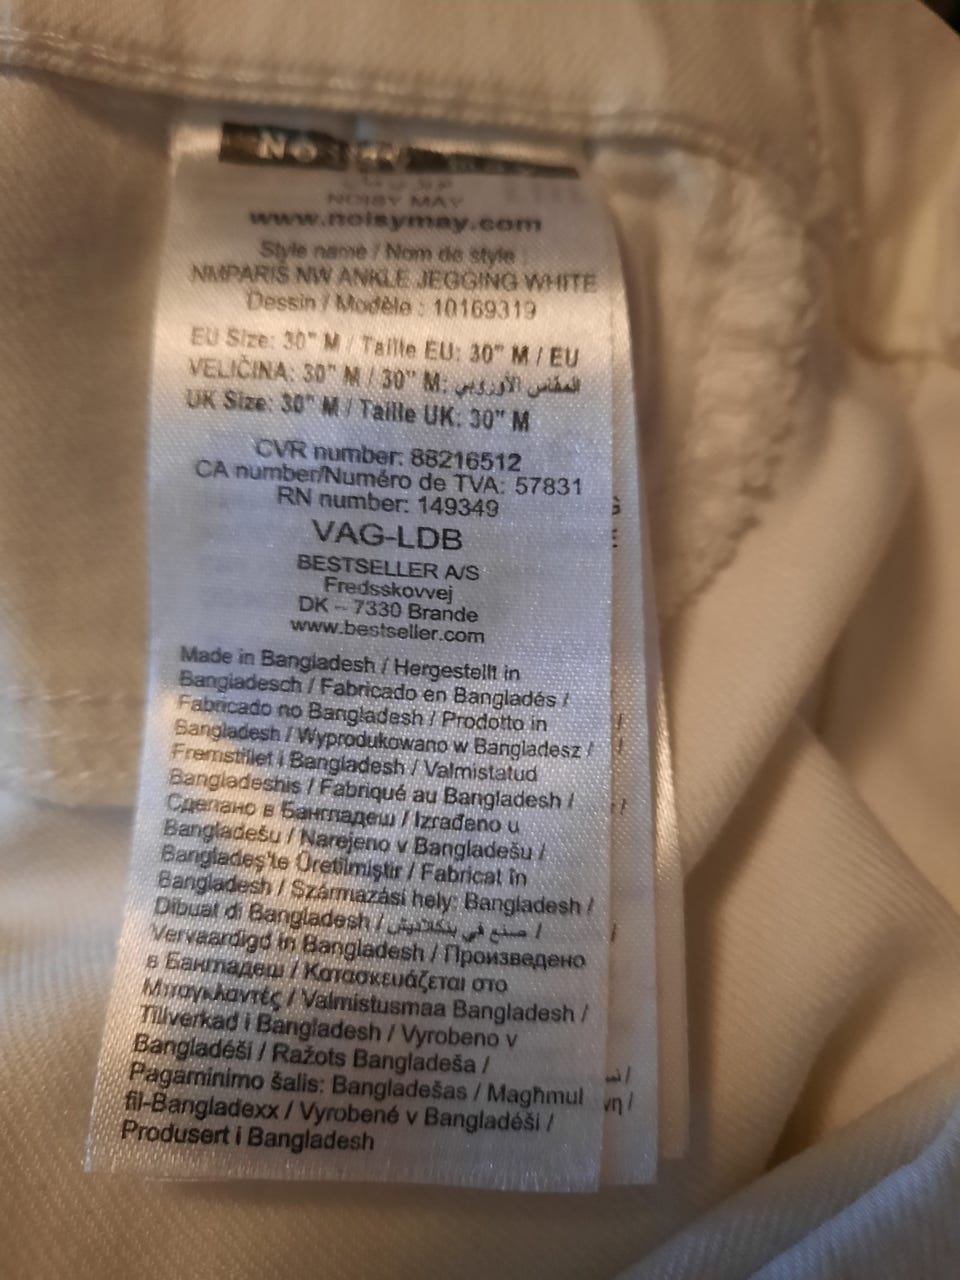 NOISY MAY
نويزي ماي
NOISY MAY
www.noisymay.com
Style name / Nom de style :
NMPARIS NW ANKLE JEGGING WHITE
Dessin / Modèle : 10169319
EU Size: 30" M / Taille EU: 30" M / EU
VELIČINA: 30" M / 30" M: المقاس الأوروبي
UK Size: 30" M / Taille UK: 30" M
CVR number: 88216512
CA number/Numéro de TVA: 57831
RN number: 149349
VAG-LDB
BESTSELLER A/S
Fredsskovvej
DK – 7330 Brande
www.bestseller.com
Made in Bangladesh / Hergestellt in
Bangladesch / Fabricado en Bangladés /
Fabricado no Bangladesh / Prodotto in
Bangladesh / Wyprodukowano w Bangladesz /
Fremstillet i Bangladesh / Valmistatud
Bangladeshis / Fabriqué au Bangladesh /
Сделано в Бангладеш / Izrađeno u
Bangladešu / Narejeno v Bangladešu /
Bangladeş'te Üretilmiştir / Fabricat în
Bangladesh / Származási hely: Bangladesh /
Dibuat di Bangladesh / صنع في بنكلاديش /
Vervaardigd in Bangladesh / Произведено
в Бангладеш / Κατασκευάζεται στο
Μπαγκλαντές / Valmistusmaa Bangladesh /
Tillverkad i Bangladesh / Vyrobeno v
Bangladéši / Ražots Bangladeša /
Pagaminimo šalis: Bangladešas / Magħmul
fil-Bangladexx / Vyrobené v Bangladéši /
Produsert i Bangladesh